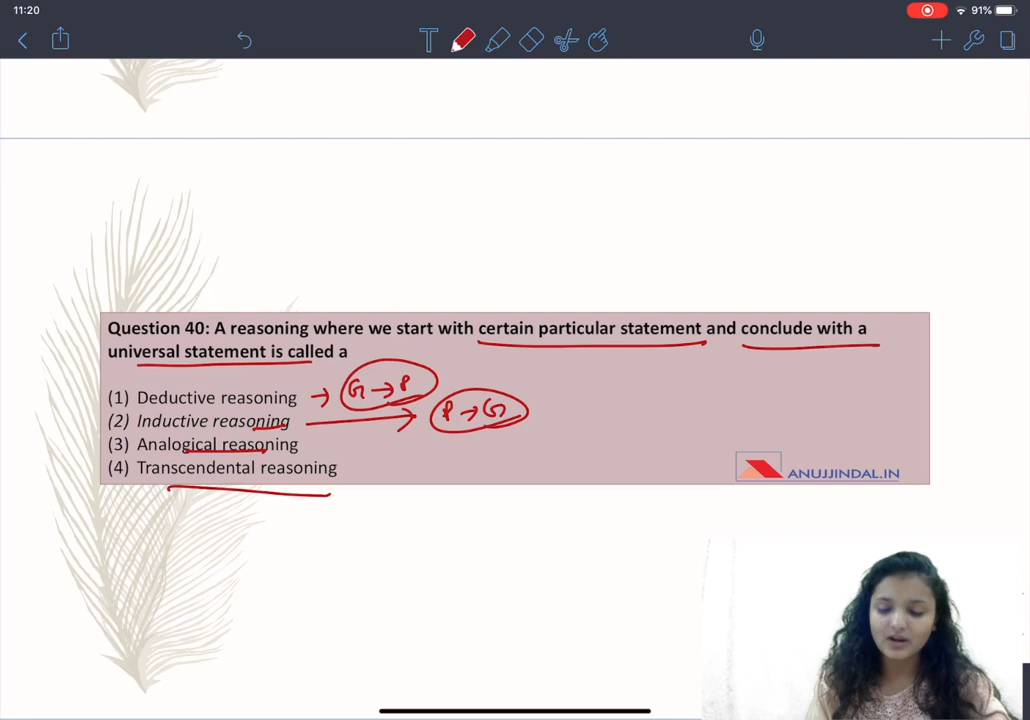 11:20
91%
T
Question 40: A reasoning where we start with certain particular statement and conclude with a
universal statement is called a
(1) Deductive reasoning → G → P
(2) Inductive reasoning → P → G
(3) Analogical reasoning
(4) Transcendental reasoning
ANUJJINDAL.IN